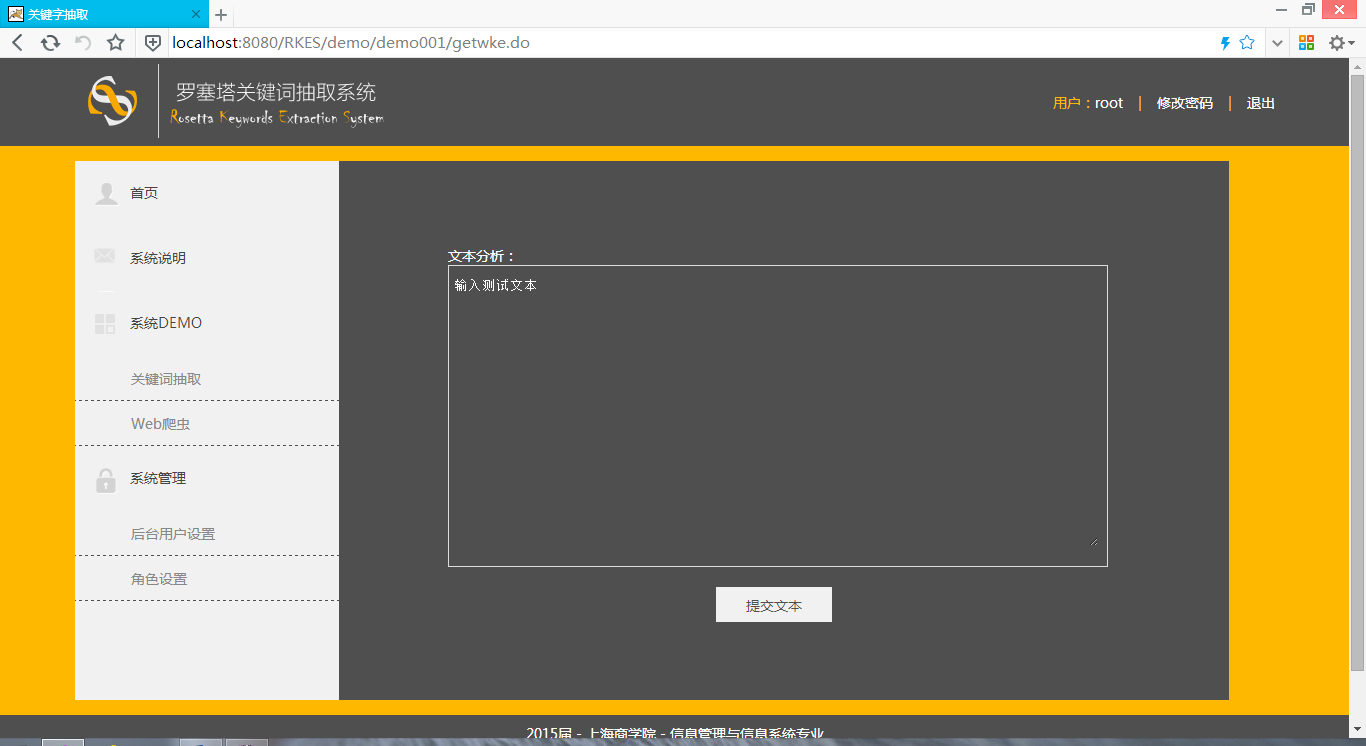 关键字抽取
localhost:8080/RKES/demo/demo001/getwke.do
罗塞塔关键词抽取系统
Rosetta Keywords Extraction System
用户：root | 修改密码 | 退出
首页
系统说明
系统DEMO
关键词抽取
Web爬虫
系统管理
后台用户设置
角色设置
文本分析：
输入测试文本
提交文本
2015届 - 上海商学院 - 信息管理与信息系统专业